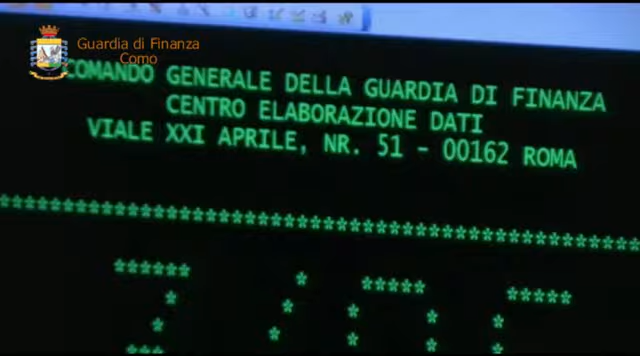 Guardia di Finanza
Como
COMANDO GENERALE DELLA GUARDIA DI FINANZA
CENTRO ELABORAZIONE DATI
VIALE XXI APRILE, NR. 51 - 00162 ROMA